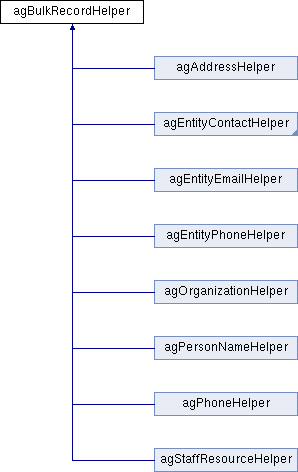 agBulkRecordHelper
agAddressHelper
agEntityContactHelper
agEntityEmailHelper
agEntityPhoneHelper
agOrganizationHelper
agPersonNameHelper
agPhoneHelper
agStaffResourceHelper